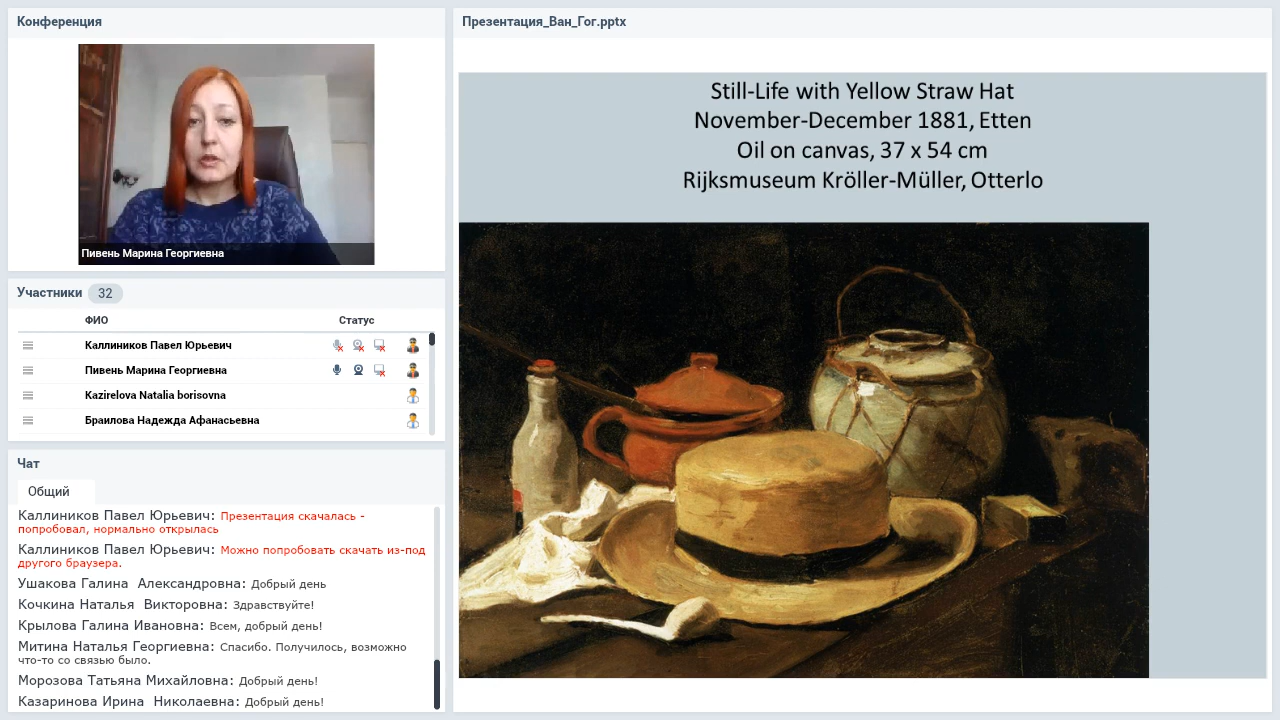 Конференция
Пивень Марина Георгиевна
Участники 32
ФИО Статус
Каллиников Павел Юрьевич
Пивень Марина Георгиевна
Kazirelova Natalia borisovna
Браилова Надежда Афанасьевна
Чат
Общий
Каллиников Павел Юрьевич: Презентация скачалась -
попробовал, нормально открылась
Каллиников Павел Юрьевич: Можно попробовать скачать из-под
другого браузера.
Ушакова Галина Александровна: Добрый день
Кочкина Наталья Викторовна: Здравствуйте!
Крылова Галина Ивановна: Всем, добрый день!
Митина Наталья Георгиевна: Спасибо. Получилось, возможно
что-то со связью было.
Морозова Татьяна Михайловна: Добрый день!
Казаринова Ирина Николаевна: Добрый день!
Презентация_Ван_Гог.pptx
Still-Life with Yellow Straw Hat
November-December 1881, Etten
Oil on canvas, 37 x 54 cm
Rijksmuseum Kröller-Müller, Otterlo